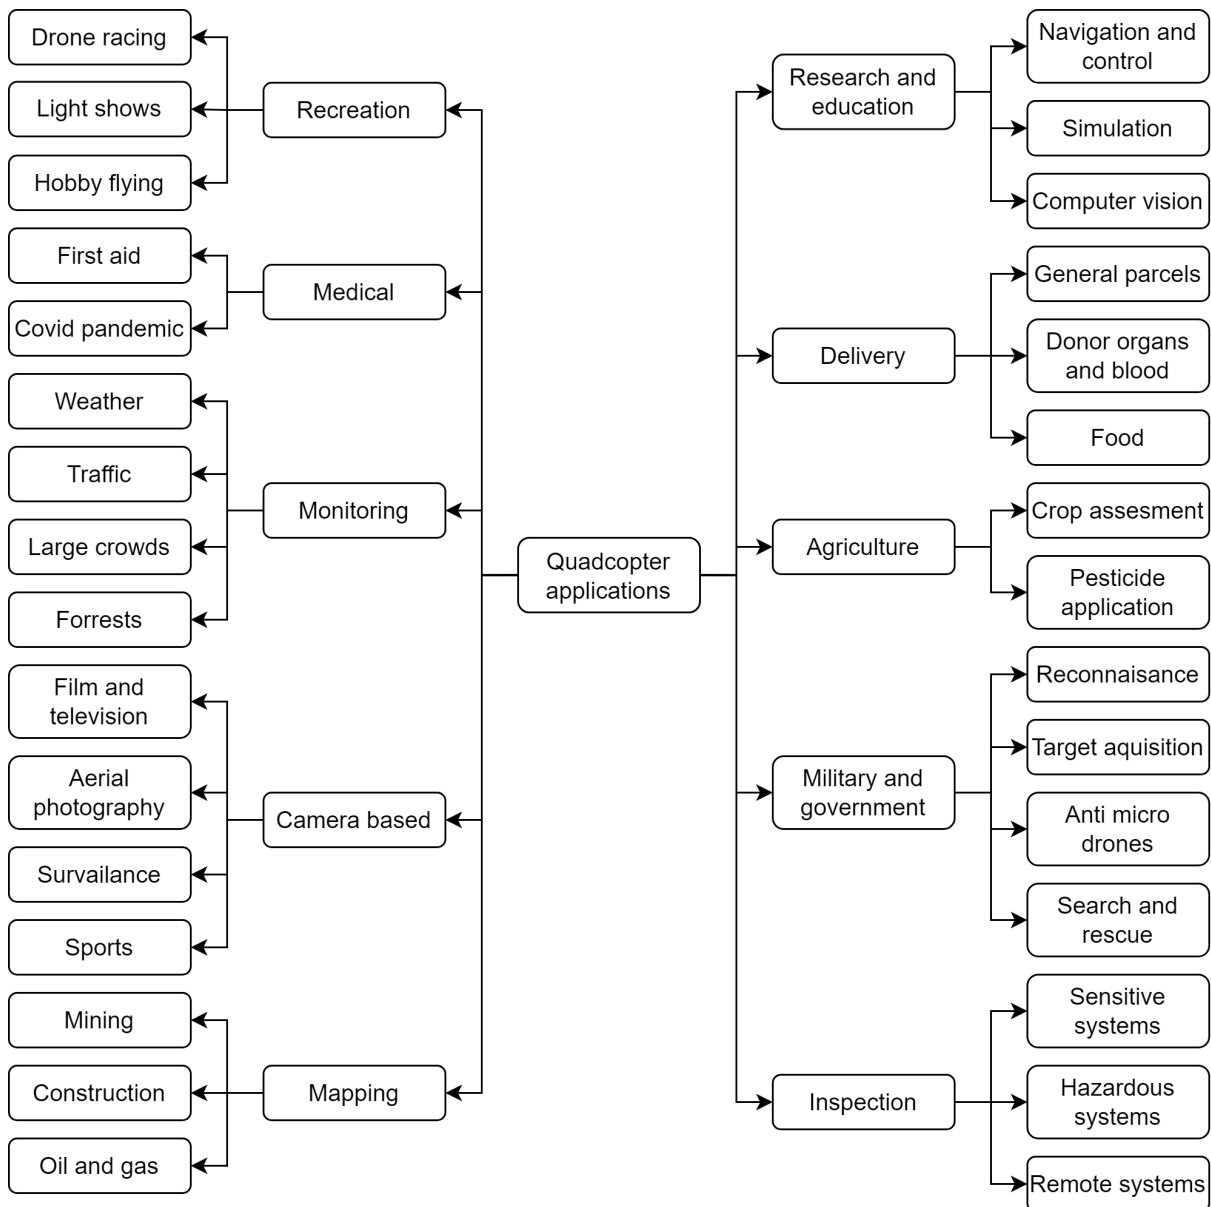 Drone racing
Light shows
Hobby flying
First aid
Covid pandemic
Weather
Traffic
Large crowds
Forrests
Film and
television
Aerial
photography
Survailance
Sports
Mining
Construction
Oil and gas
Recreation
Medical
Monitoring
Camera based
Mapping
Quadcopter
applications
Research and
education
Delivery
Agriculture
Military and
government
Inspection
Navigation and
control
Simulation
Computer vision
General parcels
Donor organs
and blood
Food
Crop assesment
Pesticide
application
Reconnaisance
Target aquisition
Anti micro
drones
Search and
rescue
Sensitive
systems
Hazardous
systems
Remote systems